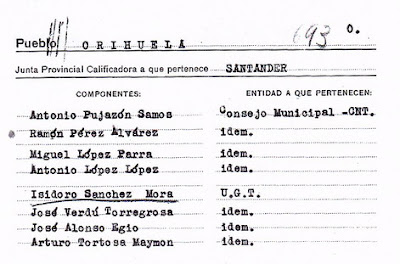 693 0.
Pueblo ORIHUELA
Junta Provincial Calificadora a que pertenece SANTANDER
COMPONENTES: ENTIDAD A QUE PERTENECEN:
Antonio Pujazón Samos Consejo Municipal -CNT.
Ramón Pérez Alvárez idem.
Miguel López Parra idem.
Antonio López López idem.
Isidoro Sanchez Mora U.G.T.
José Verdú Torregrosa idem.
José Alonso Egio idem.
Arturo Tortosa Maymon idem.